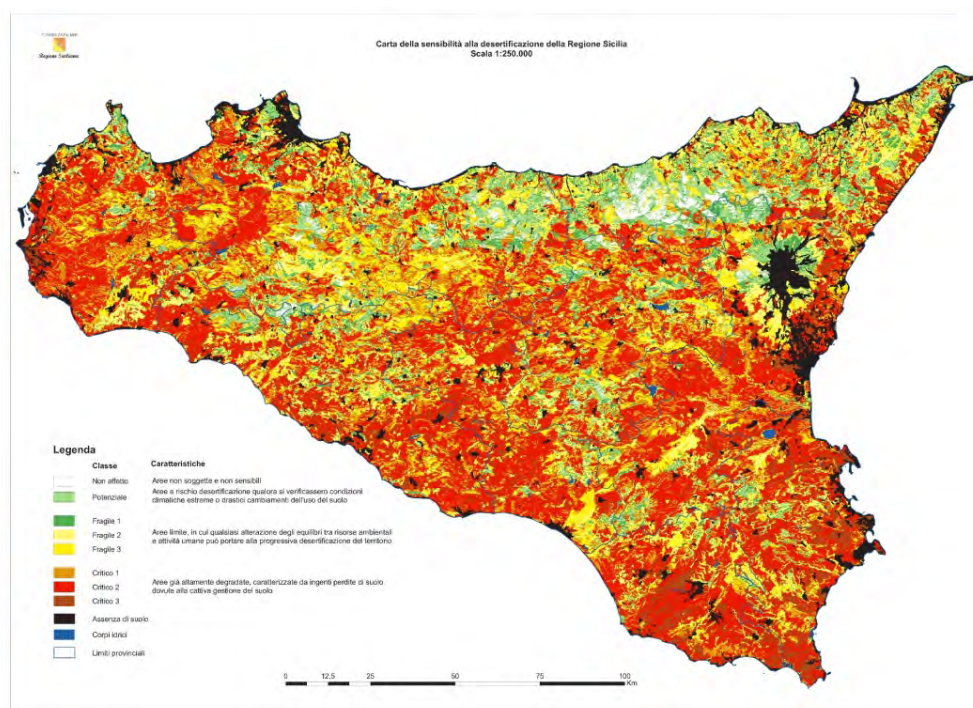 Regione Siciliana
Carta della sensibilità alla desertificazione della Regione Sicilia
Scala 1:250.000
Legenda
Classe Caratteristiche
Non affetto Aree non soggette e non sensibili
Potenziale Aree a rischio desertificazione qualora si verificassero condizioni
climatiche estreme o drastici cambiamenti dell'uso del suolo
Fragile 1
Fragile 2 Aree limite, in cui qualsiasi alterazione degli equilibri tra risorse ambientali
e attività umane può portare alla progressiva desertificazione del territorio
Fragile 3
Critico 1
Critico 2 Aree già altamente degradate, caratterizzate da ingenti perdite di suolo
dovute alla cattiva gestione del suolo
Critico 3
Assenza di suolo
Corpi idrici
Limiti provinciali
0 12,5 25 50 75 100
Km